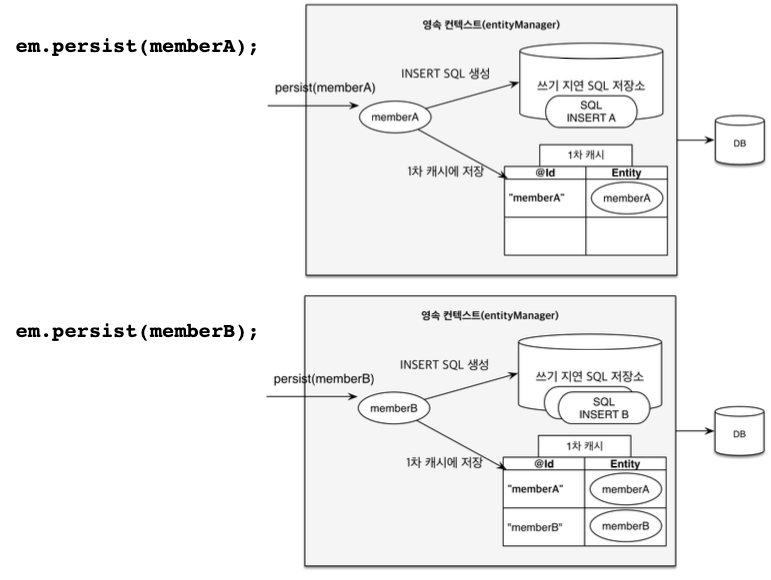 em.persist(memberA);
영속 컨텍스트(entityManager)
INSERT SQL 생성
persist(memberA)
쓰기 지연 SQL 저장소
SQL
INSERT A
memberA
DB
1차 캐시
1차 캐시에 저장
@Id Entity
"memberA" memberA
em.persist(memberB);
영속 컨텍스트(entityManager)
INSERT SQL 생성
persist(memberB)
쓰기 지연 SQL 저장소
SQL
INSERT B
memberB
DB
1차 캐시
1차 캐시에 저장
@Id Entity
"memberA" memberA
"memberB" memberB